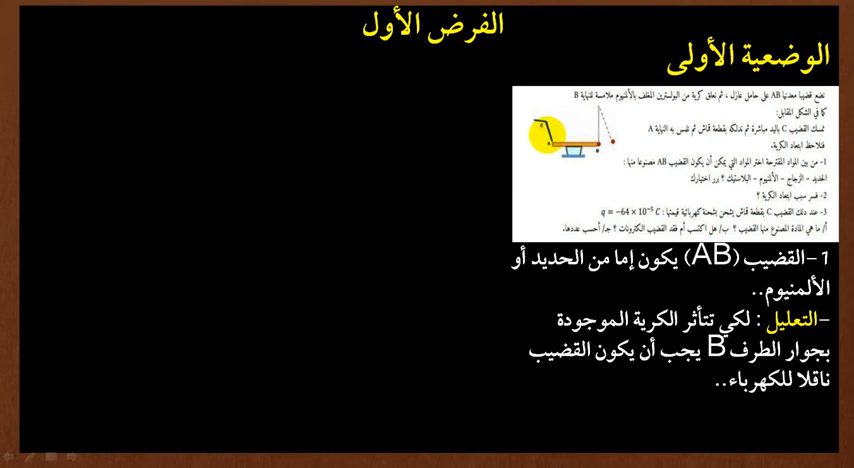 الفرض الأول
الوضعية الأولى
نضع قضيبا معدنيا AB على حامل عازل ، ثم نعلق كرية من البوليسترين المغلف بالألمنيوم ملامسة للنهاية B
كما في الشكل المقابل:
نمسك القضيب C باليد مباشرة ثم ندلكه بقطعة قماش ثم نلمس به النهاية A
فنلاحظ ابتعاد الكرية.
1- من بين المواد المقترحة اختر المواد التي يمكن أن يكون القضيب AB مصنوعا منها :
الحديد – الزجاج – الألمنيوم – البلاستيك ؟ برر اختيارك
2- فسر سبب ابتعاد الكرية ؟
3- عند دلك القضيب C بقطعة قماش يشحن بشحنة كهربائية قيمتها : q = −64 × 10⁻⁵ C
أ/ ما هي المادة المصنوع منها القضيب ؟ ب/ هل اكتسب أم فقد القضيب الكترونات ؟ جـ/ أحسب عددها.
C
A
B
1-القضيب (AB) يكون إما من الحديد أو
الألمنيوم..
-التعليل : لكي تتأثر الكرية الموجودة
بجوار الطرف B يجب أن يكون القضيب
ناقلا للكهرباء..